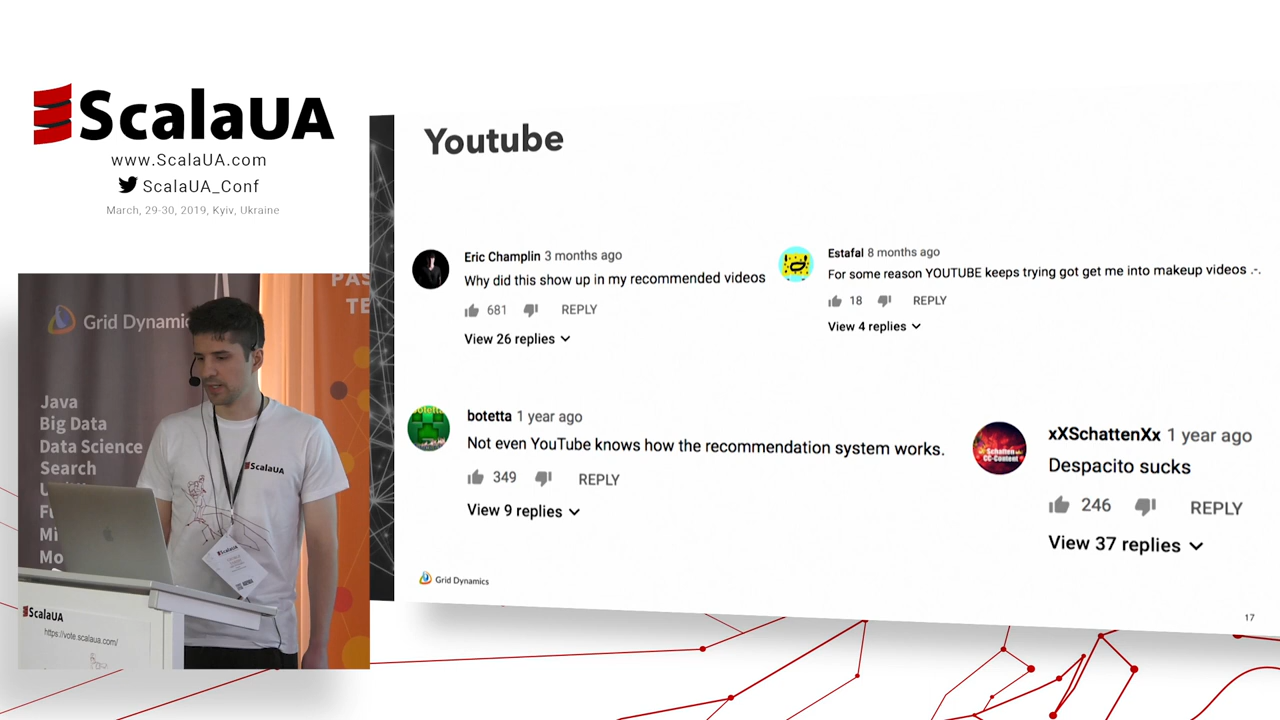 ScalaUA
www.ScalaUA.com
ScalaUA_Conf
March, 29-30, 2019, Kyiv, Ukraine
Grid Dynamics
Java
Big Data
Data Science
Search
Mo
ScalaUA
ScalaUA
ScalaUA
https://vote.scalaua.com/
Youtube
Eric Champlin 3 months ago
Why did this show up in my recommended videos
681 REPLY
View 26 replies
Estafal 8 months ago
For some reason YOUTUBE keeps trying got get me into makeup videos .-.
18 REPLY
View 4 replies
botetta 1 year ago
Not even YouTube knows how the recommendation system works.
349 REPLY
View 9 replies
xXSchattenXx 1 year ago
Despacito sucks
246 REPLY
View 37 replies
Grid Dynamics
17